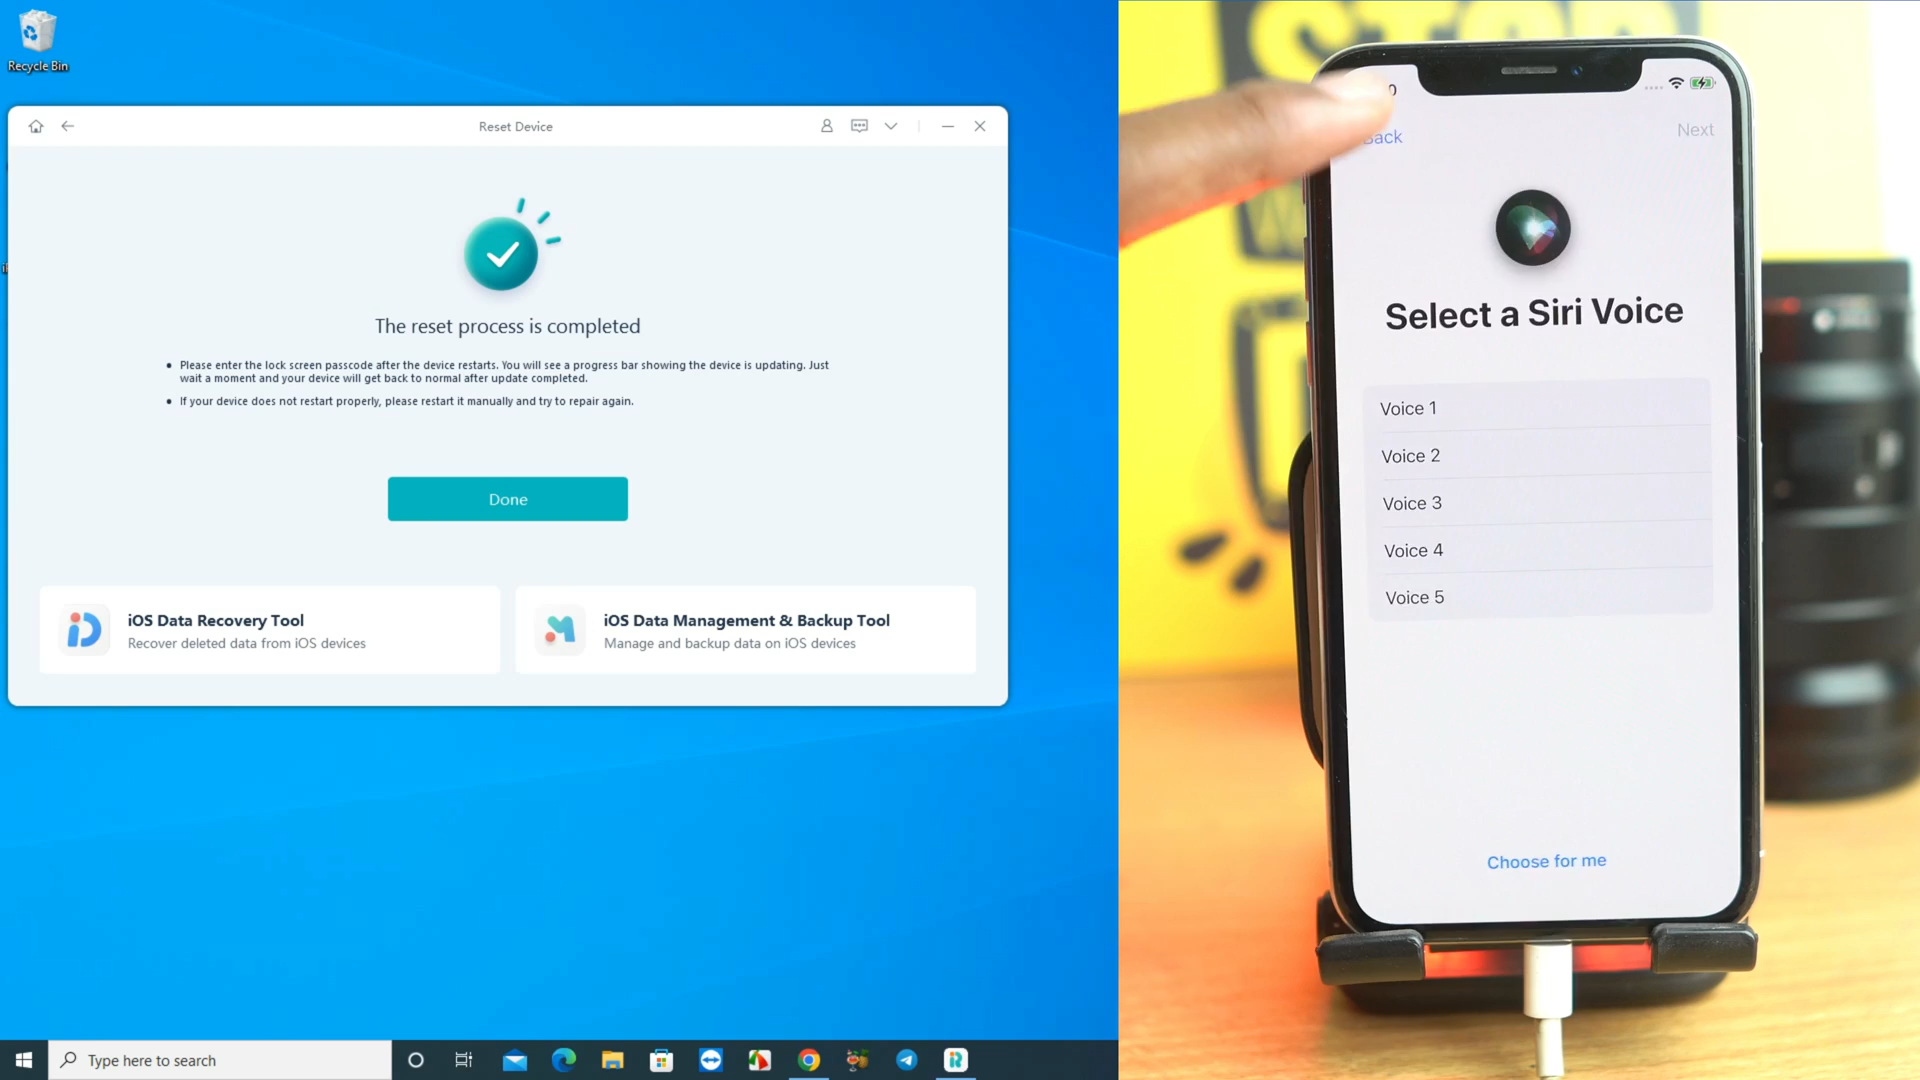 Recycle Bin
Reset Device
The reset process is completed
Please enter the lock screen passcode after the device restarts. You will see a progress bar showing the device is updating. Just
wait a moment and your device will get back to normal after update completed.
If your device does not restart properly, please restart it manually and try to repair again.
Done
iOS Data Recovery Tool
Recover deleted data from iOS devices
iOS Data Management & Backup Tool
Manage and backup data on iOS devices
Type here to search
Back
Next
Select a Siri Voice
Voice 1
Voice 2
Voice 3
Voice 4
Voice 5
Choose for me